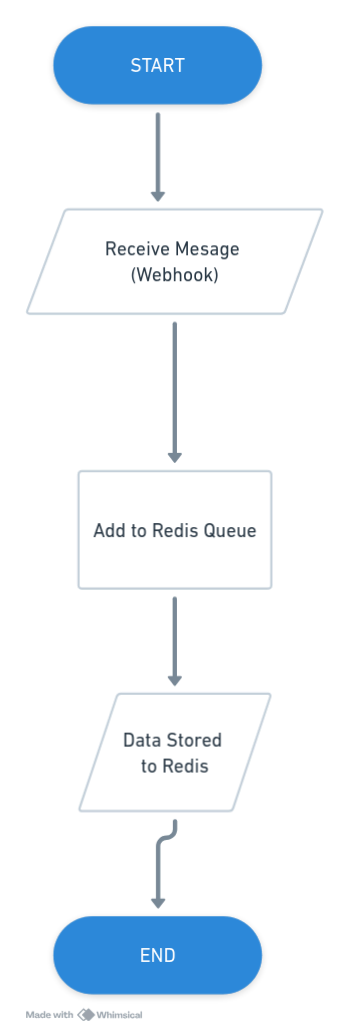 START
Receive Mesage
(Webhook)
Add to Redis Queue
Data Stored
to Redis
END
Made with Whimsical